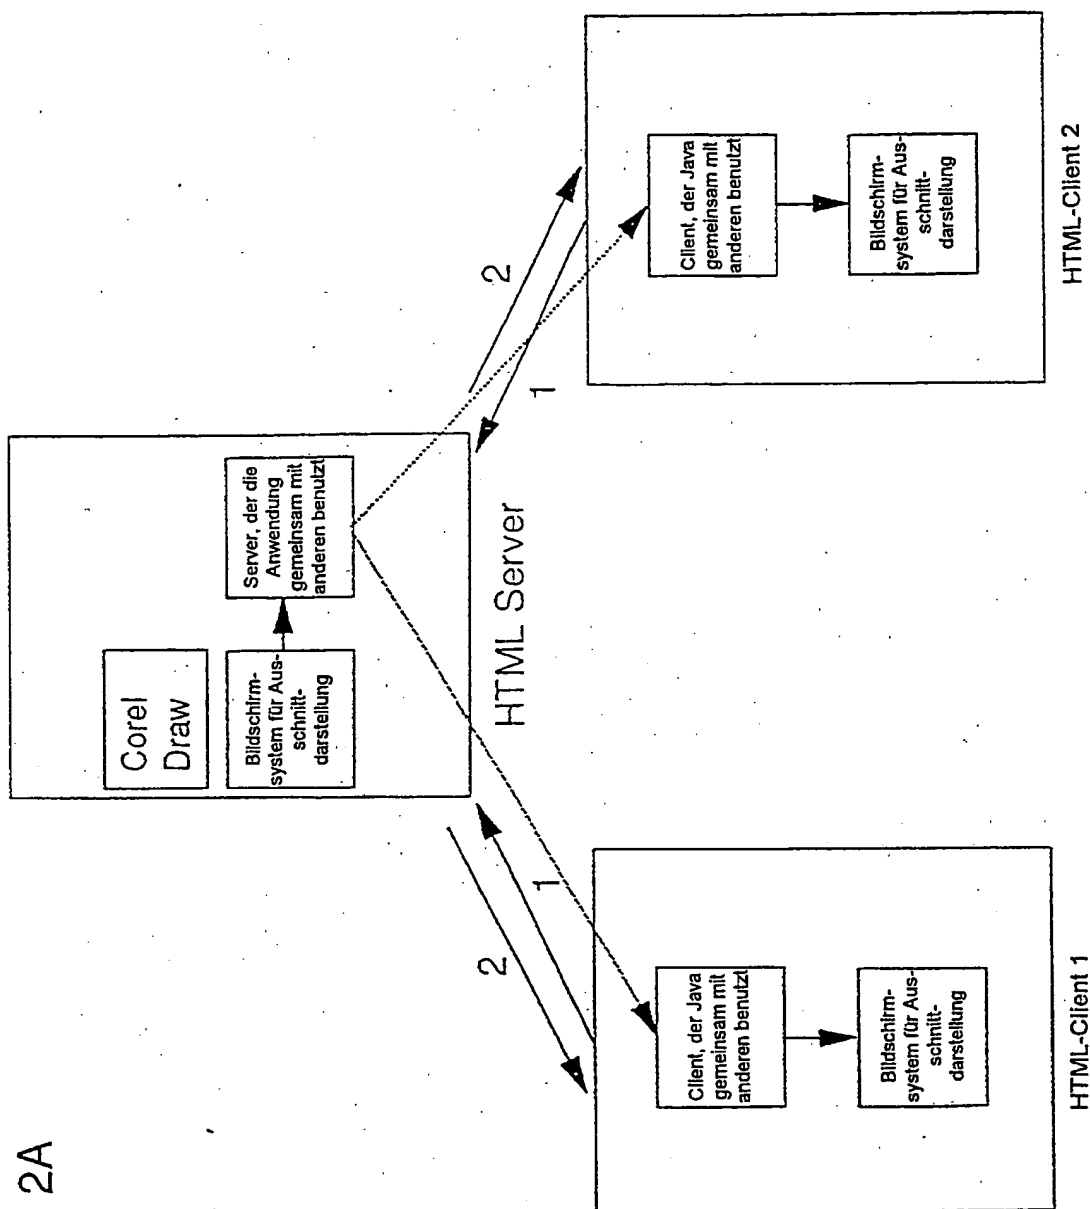 2A
Corel
Draw
Bildschirm-
system für Aus-
schnitt-
darstellung
Server, der die
Anwendung
gemeinsam mit
anderen benutzt
HTML Server
2
1
1
2
Client, der Java
gemeinsam mit
anderen benutzt
Bildschirm-
system für Aus-
schnitt-
darstellung
HTML-Client 1
Client, der Java
gemeinsam mit
anderen benutzt
Bildschirm-
system für Aus-
schnitt-
darstellung
HTML-Client 2